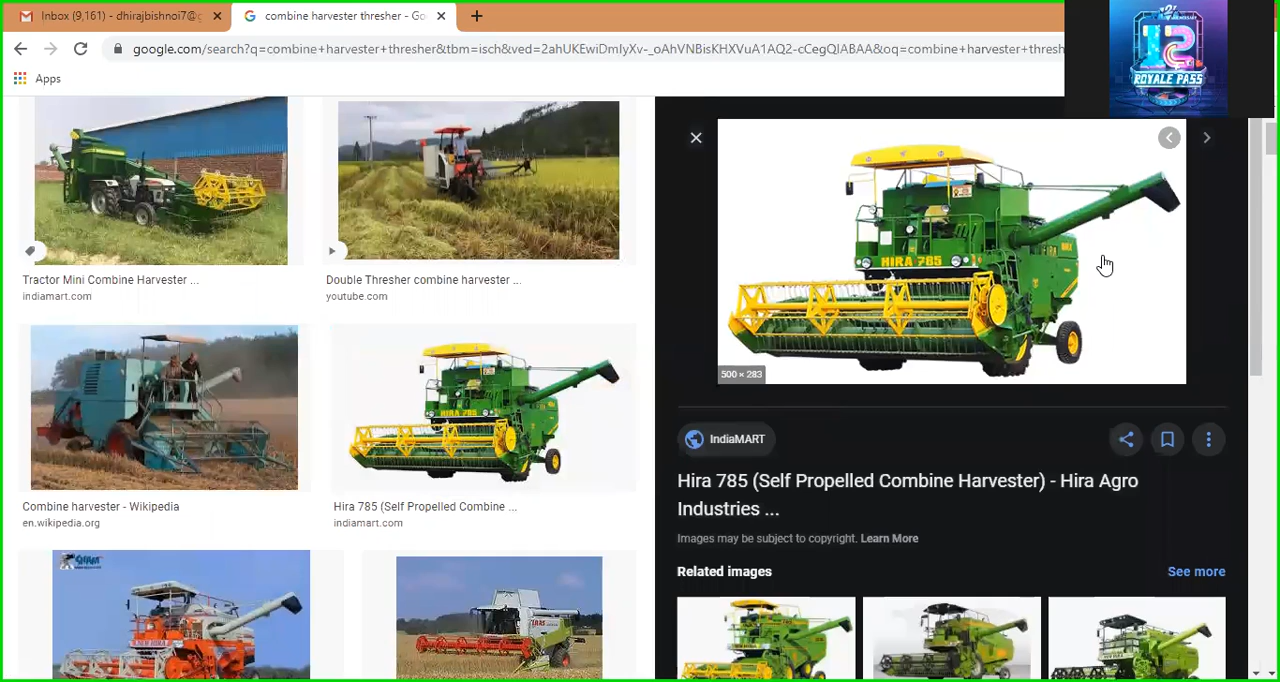 Inbox (9,161) - dhirajbishnoi7@
combine harvester thresher - Go
google.com/search?q=combine+harvester+thresher&tbm=isch&ved=2ahUKEwiDmIyXv-_oAhVNBisKHXVuA1AQ2-cCegQIABAA&oq=combine+harvester+thresh
12
ROYALE PASS
Apps
HIRA 785
500 × 283
Tractor Mini Combine Harvester ...
indiamart.com
Double Thresher combine harvester ...
youtube.com
IndiaMART
Hira 785 (Self Propelled Combine Harvester) - Hira Agro
Industries ...
Images may be subject to copyright. Learn More
HIRA 785
Combine harvester - Wikipedia
en.wikipedia.org
Hira 785 (Self Propelled Combine ...
indiamart.com
Related images
See more